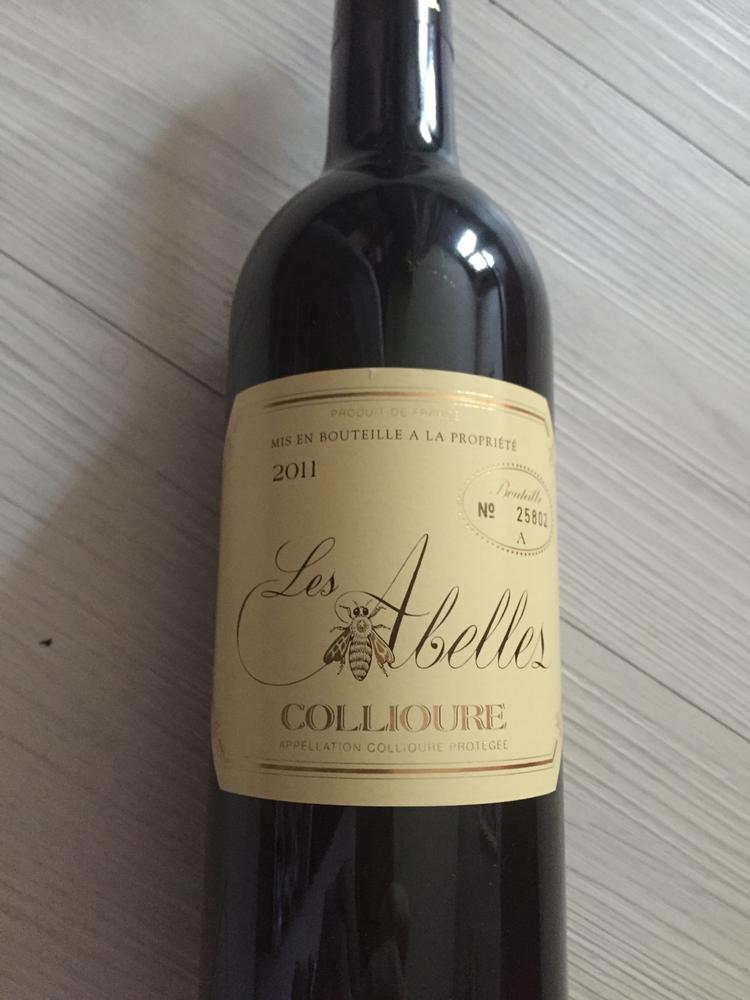 PRODUIT DE FRANCE
MIS EN BOUTEILLE A LA PROPRIÉTÉ
2011
Bouteille
Nº 25802
A
Les Abelles
COLLIOURE
APPELLATION COLLIOURE PROTÉGÉE